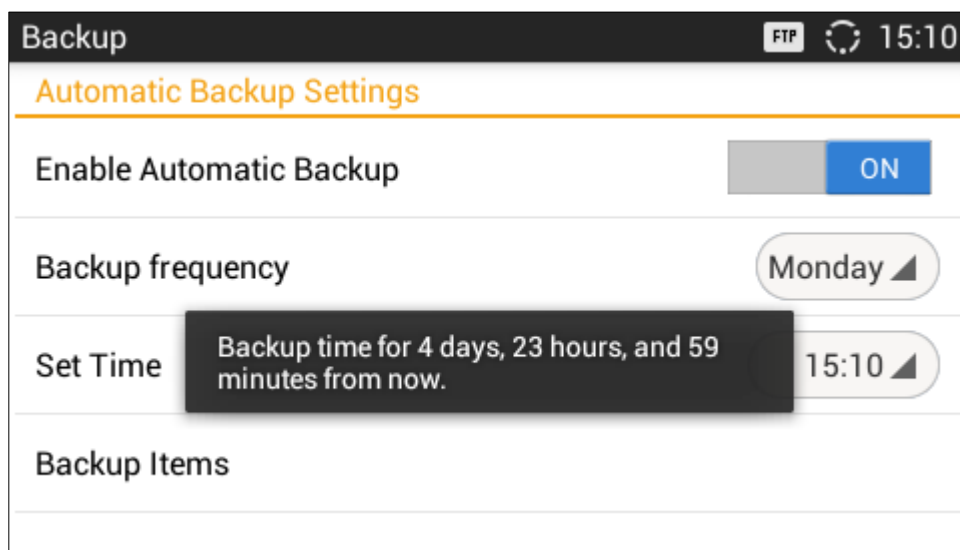 Backup FTP 15:10
Automatic Backup Settings
Enable Automatic Backup ON
Backup frequency Monday
Set Time 15:10
Backup time for 4 days, 23 hours, and 59
minutes from now.
Backup Items